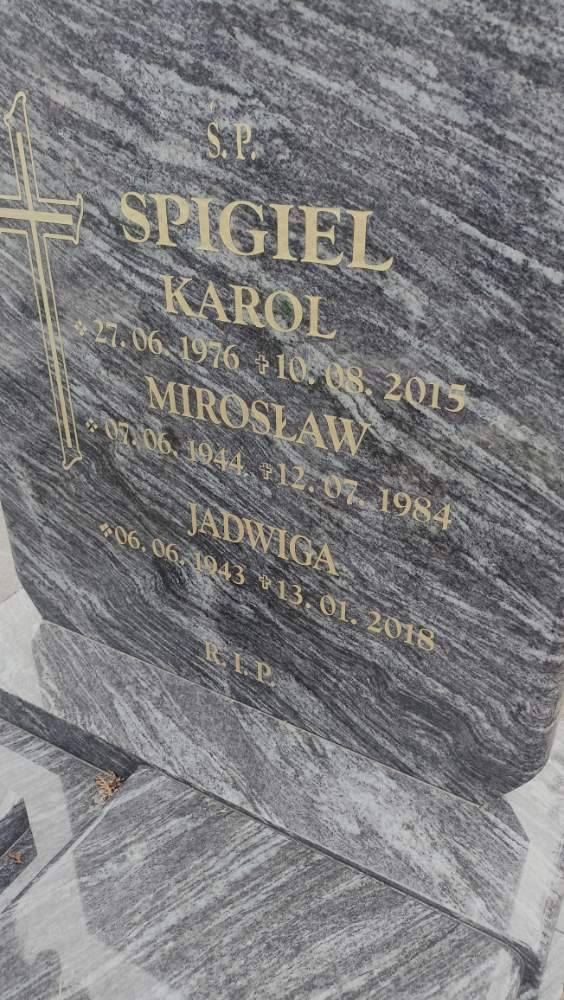 Ś. P.
SPIGIEL
KAROL
27. 06. 1976 ✝ 10. 08. 2015
MIROSŁAW
07. 06. 1944 ✝ 12. 07. 1984
JADWIGA
06. 06. 1943 ✝ 13. 01. 2018
R. I. P.